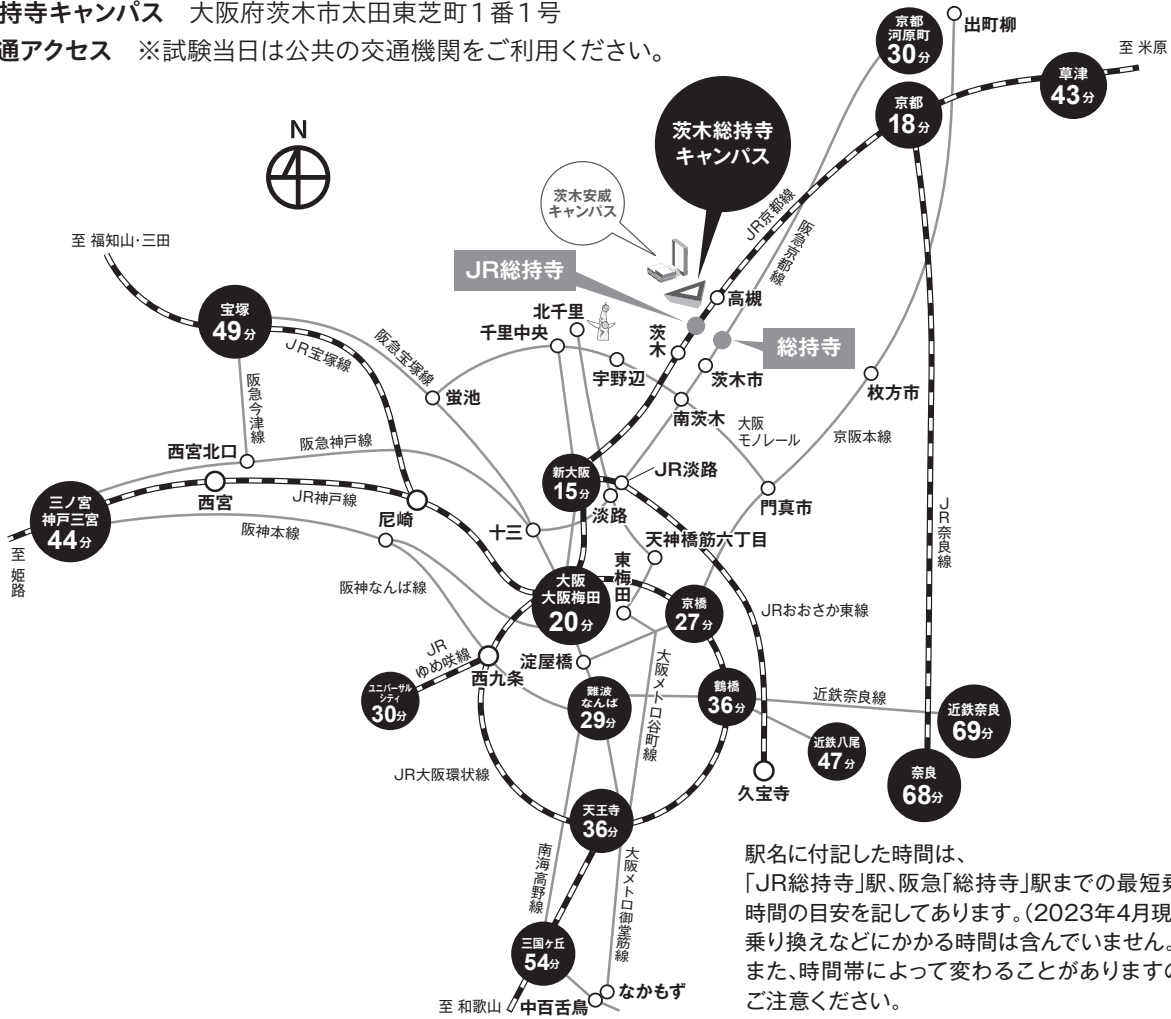 持寺キャンパス 大阪府茨木市太田東芝町1番1号
通アクセス ※試験当日は公共の交通機関をご利用ください。
N
京都
河原町
30分
出町柳
至 米原
草津
43分
京都
18分
茨木総持寺
キャンパス
茨木安威
キャンパス
JR京都線
阪急京都線
至 福知山・三田
JR総持寺
宝塚
49分
高槻
北千里
千里中央
茨木
総持寺
阪急宝塚線
JR宝塚線
宇野辺
茨木市
枚方市
阪急今津線
蛍池
南茨木
大阪
モノレール
京阪本線
西宮北口
阪急神戸線
新大阪
15分
JR淡路
三ノ宮
神戸三宮
44分
西宮
JR神戸線
尼崎
淡路
門真市
JR奈良線
阪神本線
十三
天神橋筋六丁目
至 姫路
阪神なんば線
大阪
大阪梅田
20分
東梅田
京橋
27分
JRおおさか東線
JR
ゆめ咲線
西九条
淀屋橋
大阪メトロ谷町線
ユニバーサル
シティ
30分
難波
なんば
29分
鶴橋
36分
近鉄奈良線
近鉄奈良
69分
近鉄八尾
47分
奈良
68分
JR大阪環状線
久宝寺
天王寺
36分
南海高野線
大阪メトロ御堂筋線
三国ヶ丘
54分
なかもず
至 和歌山
中百舌鳥
駅名に付記した時間は、
「JR総持寺」駅、阪急「総持寺」駅までの最短乗
時間の目安を記してあります。(2023年4月現
乗り換えなどにかかる時間は含んでいません。
また、時間帯によって変わることがありますの
ご注意ください。